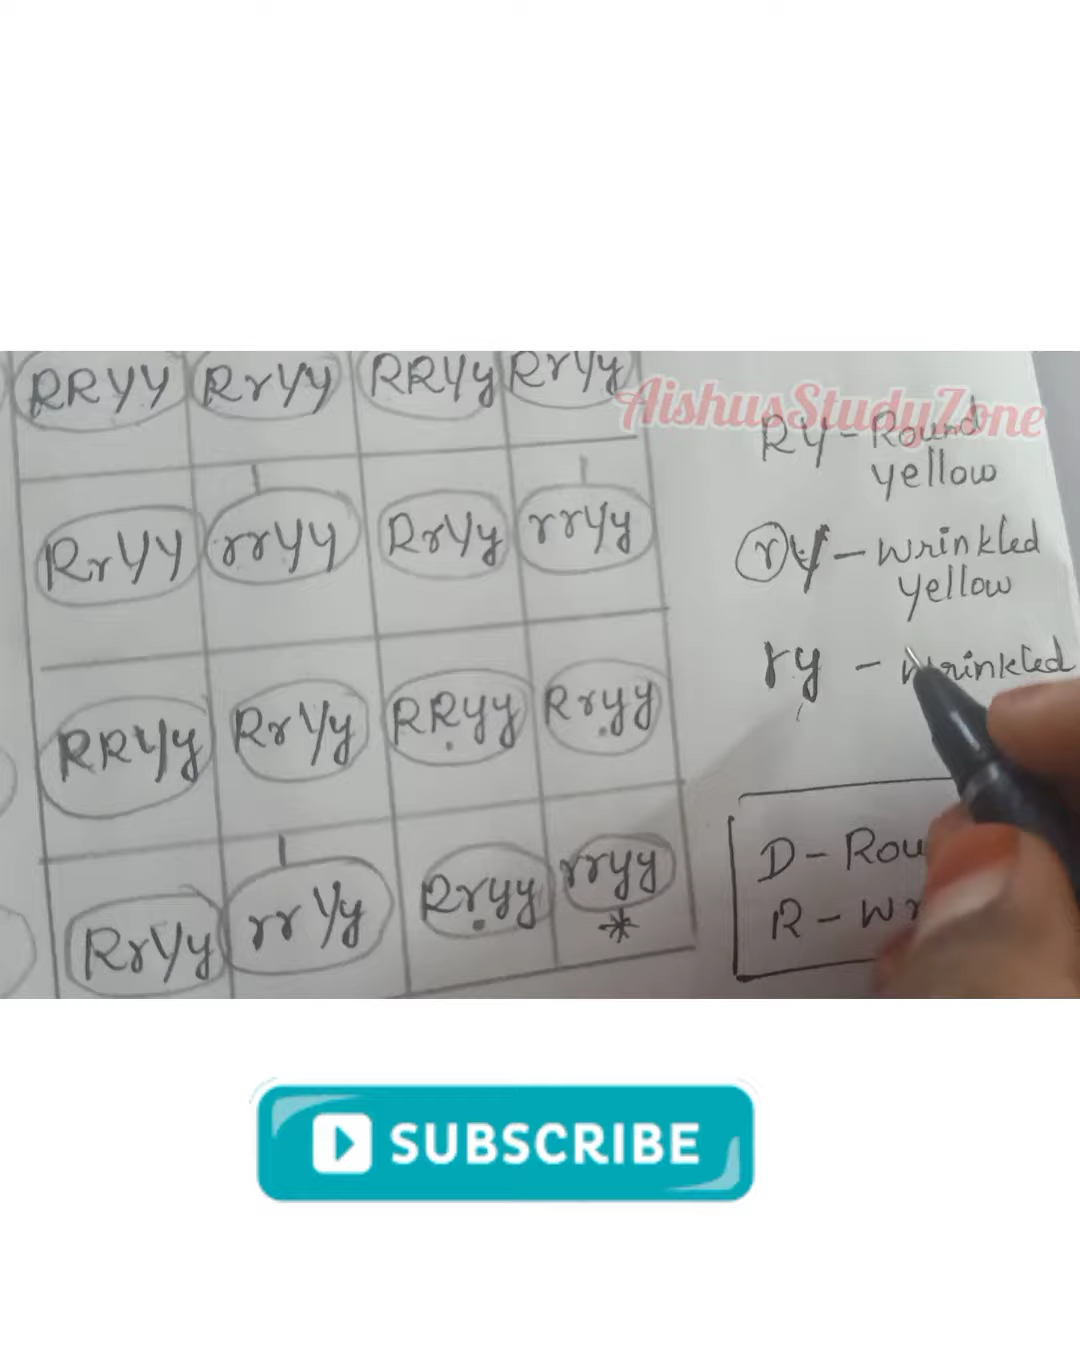 RRYY RrYy RRYy RrYy
AishusStudyZone
RY - Round
yellow
RrYY rrYY RrYy rrYy
rY - Wrinkled
yellow
ry - Wrinkled
RRYy RrYy RRyy Rryy
RrYy rrYy Rryy rryy
*
D - Rou
R - Wr
SUBSCRIBE